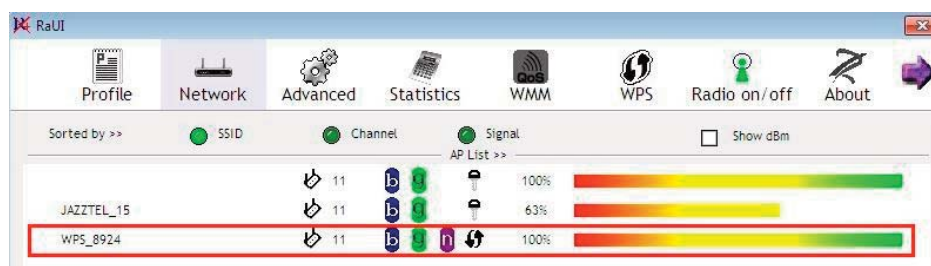 RaUI
Profile Network Advanced Statistics WMM WPS Radio on/off About
QoS
Sorted by >> SSID Channel Signal Show dBm
AP List >>
11 b g 100%
JAZZTEL_15 11 b g 63%
WPS_8924 11 b g n 100%